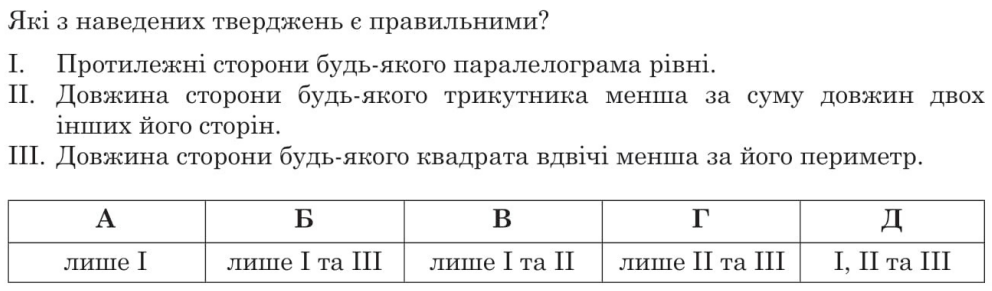 Які з наведених тверджень є правильними?
I. Протилежні сторони будь-якого паралелограма рівні.
II. Довжина сторони будь-якого трикутника менша за суму довжин двох
інших його сторін.
III. Довжина сторони будь-якого квадрата вдвічі менша за його периметр.
А Б В Г Д
лише I лише I та III лише I та II лише II та III I, II та III